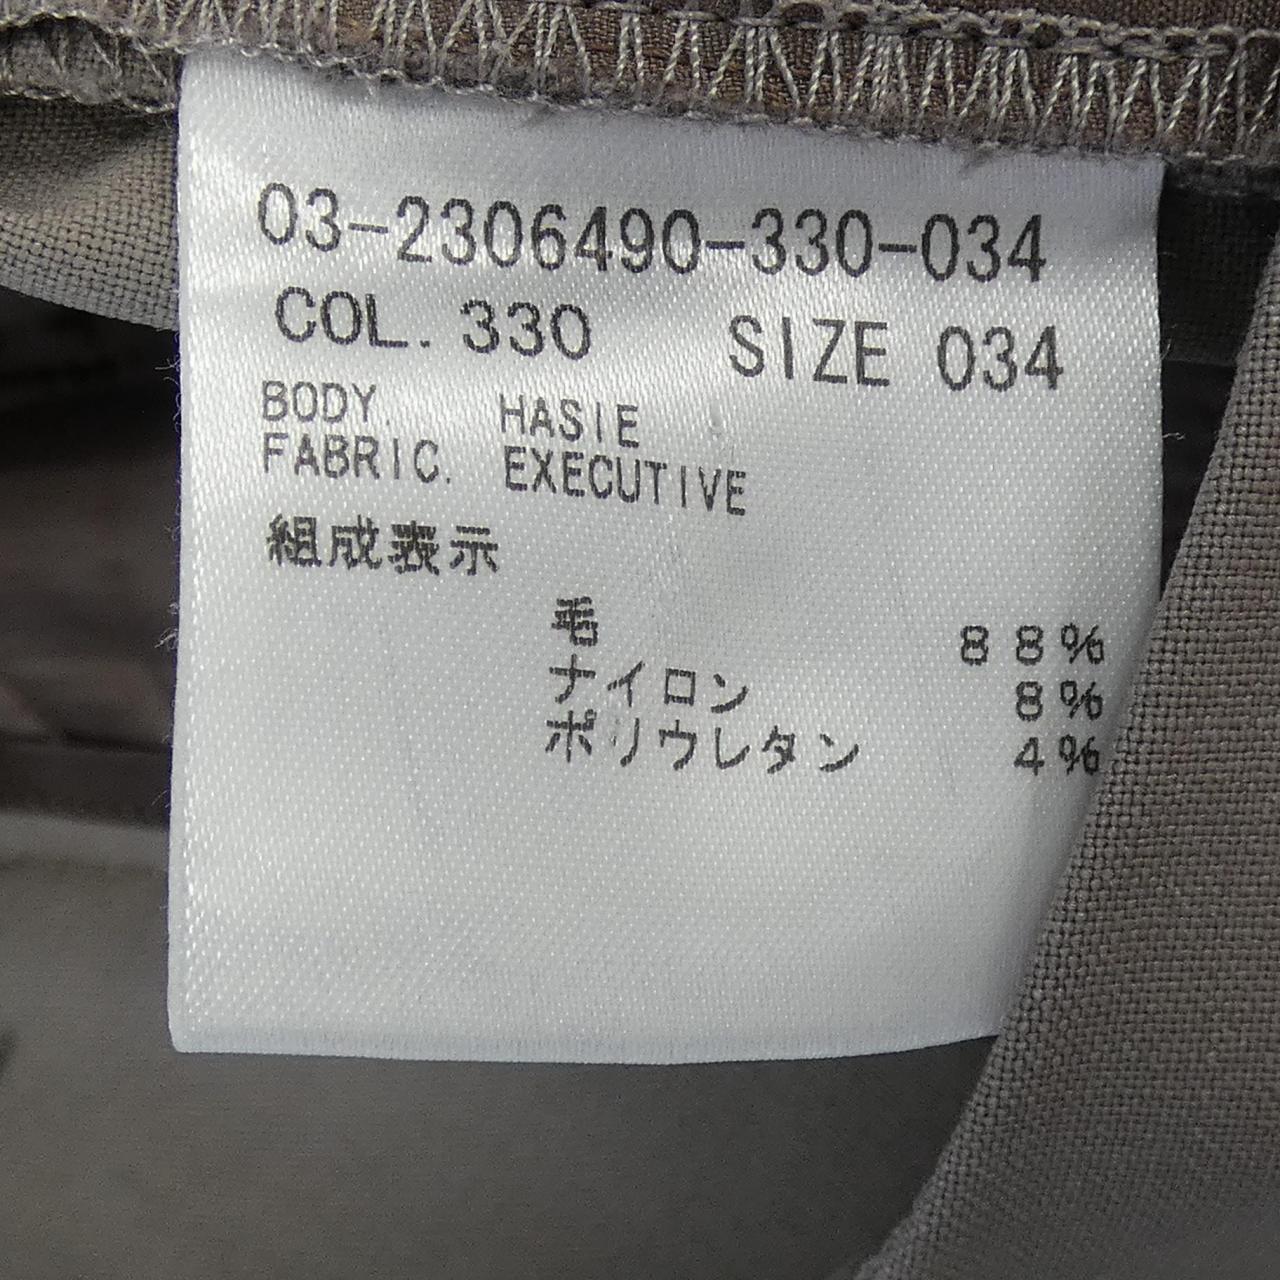 03-2306490-330-034
COL. 330 SIZE 034
BODY. HASIE
FABRIC. EXECUTIVE
組成表示
毛 88%
ナイロン 8%
ポリウレタン 4%